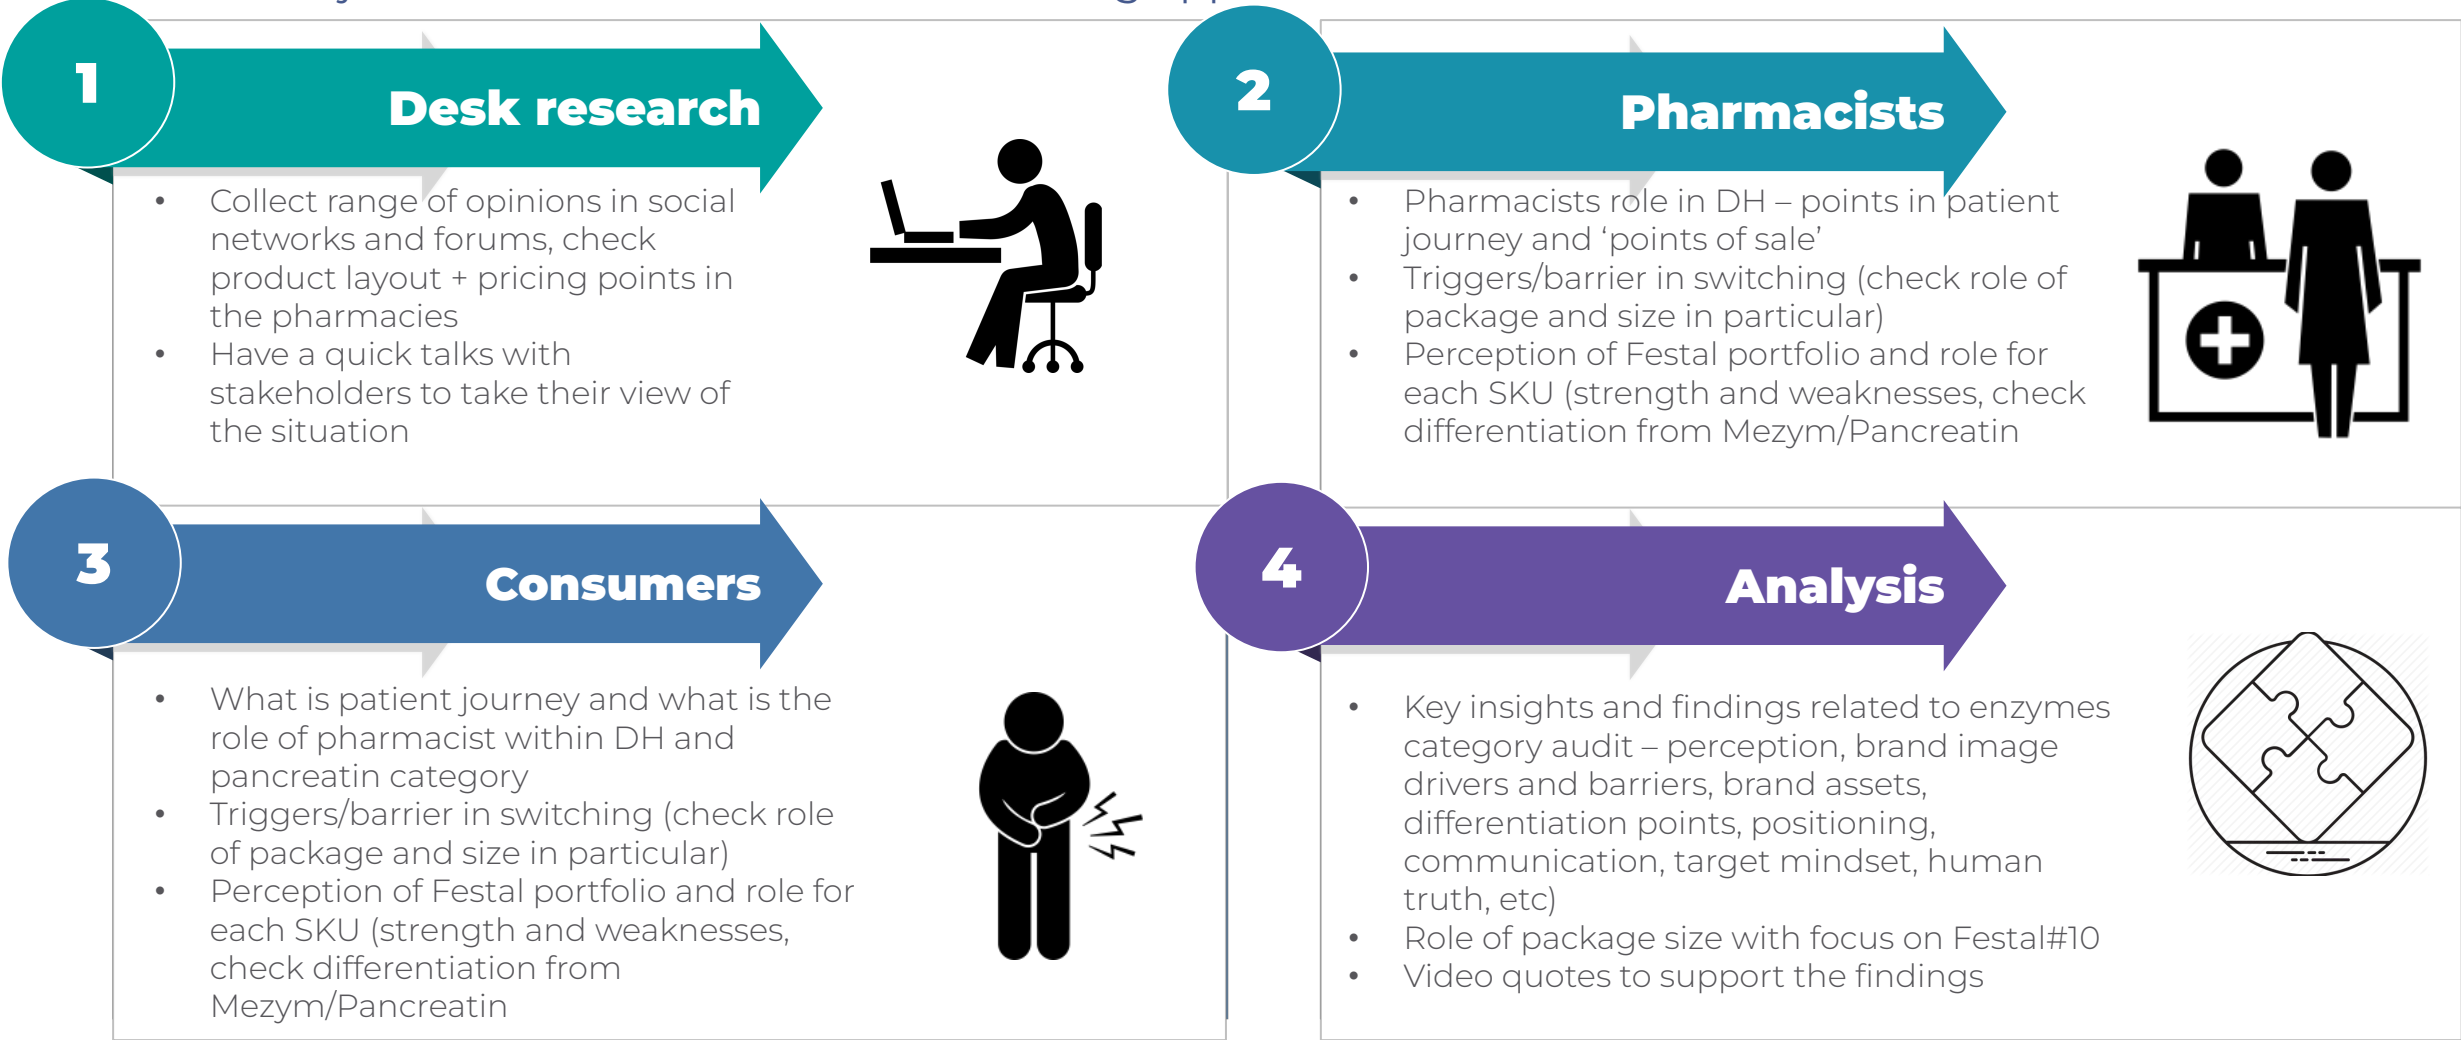 1
Desk research
• Collect range of opinions in social
networks and forums, check
product layout + pricing points in
the pharmacies
• Have a quick talks with
stakeholders to take their view of
the situation
2
Pharmacists
• Pharmacists role in DH – points in patient
journey and ‘points of sale’
• Triggers/barrier in switching (check role of
package and size in particular)
• Perception of Festal portfolio and role for
each SKU (strength and weaknesses, check
differentiation from Mezym/Pancreatin
3
Consumers
• What is patient journey and what is the
role of pharmacist within DH and
pancreatin category
• Triggers/barrier in switching (check role
of package and size in particular)
• Perception of Festal portfolio and role for
each SKU (strength and weaknesses,
check differentiation from
Mezym/Pancreatin
4
Analysis
• Key insights and findings related to enzymes
category audit – perception, brand image
drivers and barriers, brand assets,
differentiation points, positioning,
communication, target mindset, human
truth, etc)
• Role of package size with focus on Festal#10
• Video quotes to support the findings